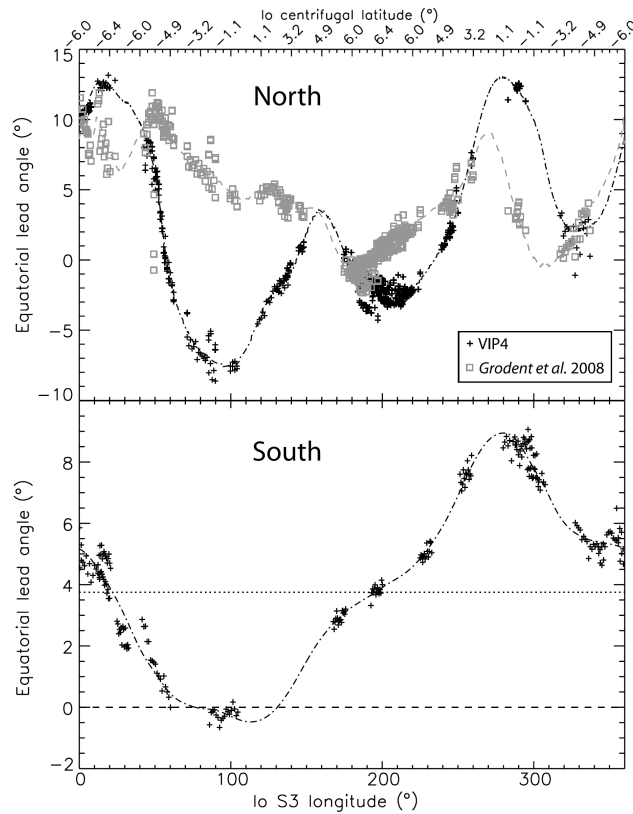 Io centrifugal latitude (°)
-6.0 -6.4 -6.0 -4.9 -3.2 -1.1 1.1 3.2 4.9 6.0 6.4 6.0 4.9 3.2 1.1 -1.1 -3.2 -4.9 -6.0
15
North
10
5
0
-5
-10
Equatorial lead angle (°)
VIP4
Grodent et al. 2008
South
8
6
4
2
0
-2
Equatorial lead angle (°)
0 100 200 300
Io S3 longitude (°)